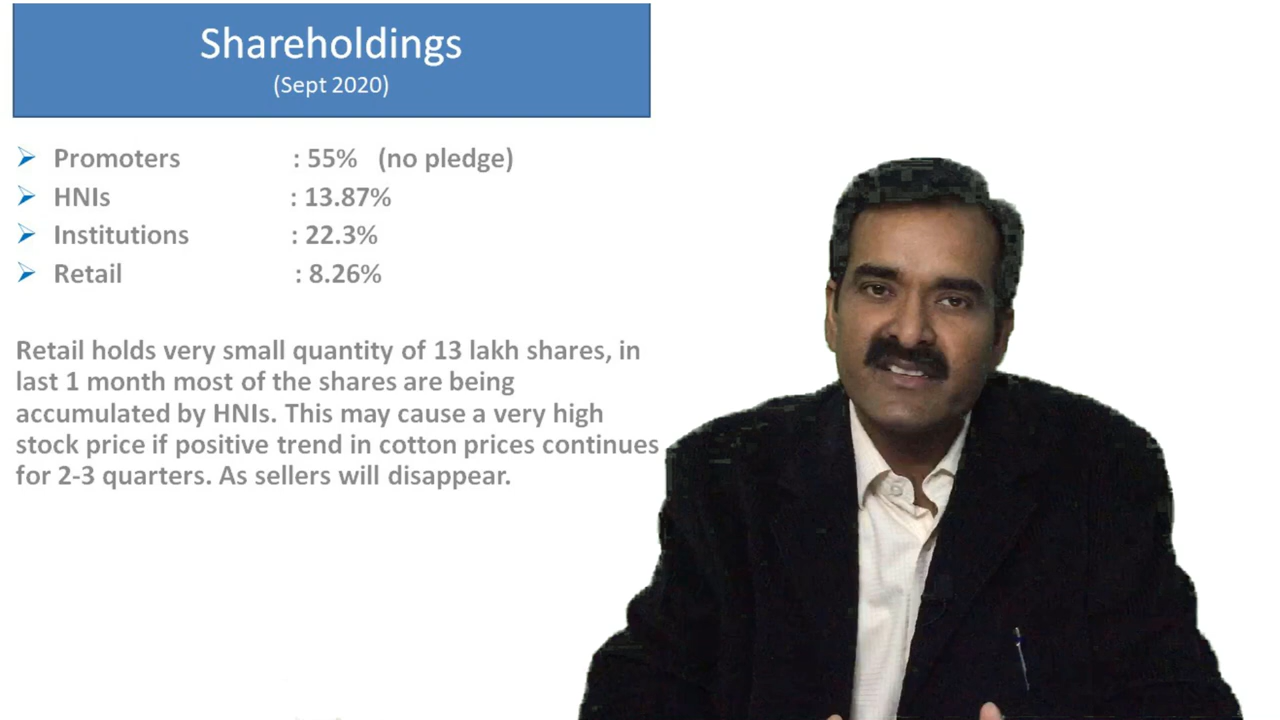 Shareholdings
(Sept 2020)
Promoters : 55% (no pledge)
HNIs : 13.87%
Institutions : 22.3%
Retail : 8.26%
Retail holds very small quantity of 13 lakh shares, in
last 1 month most of the shares are being
accumulated by HNIs. This may cause a very high
stock price if positive trend in cotton prices continues
for 2-3 quarters. As sellers will disappear.